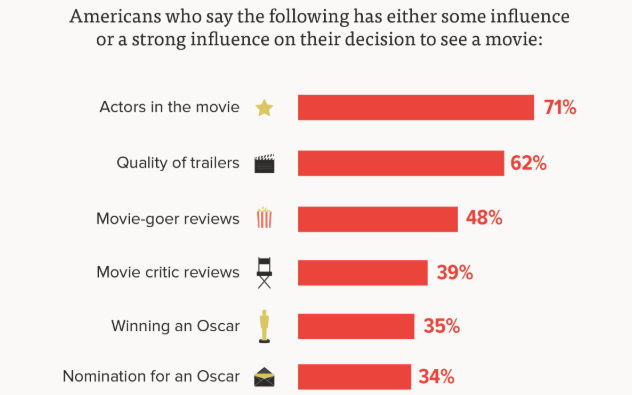 Americans who say the following has either some influence
or a strong influence on their decision to see a movie:
Actors in the movie 71%
Quality of trailers 62%
Movie-goer reviews 48%
Movie critic reviews 39%
Winning an Oscar 35%
Nomination for an Oscar 34%